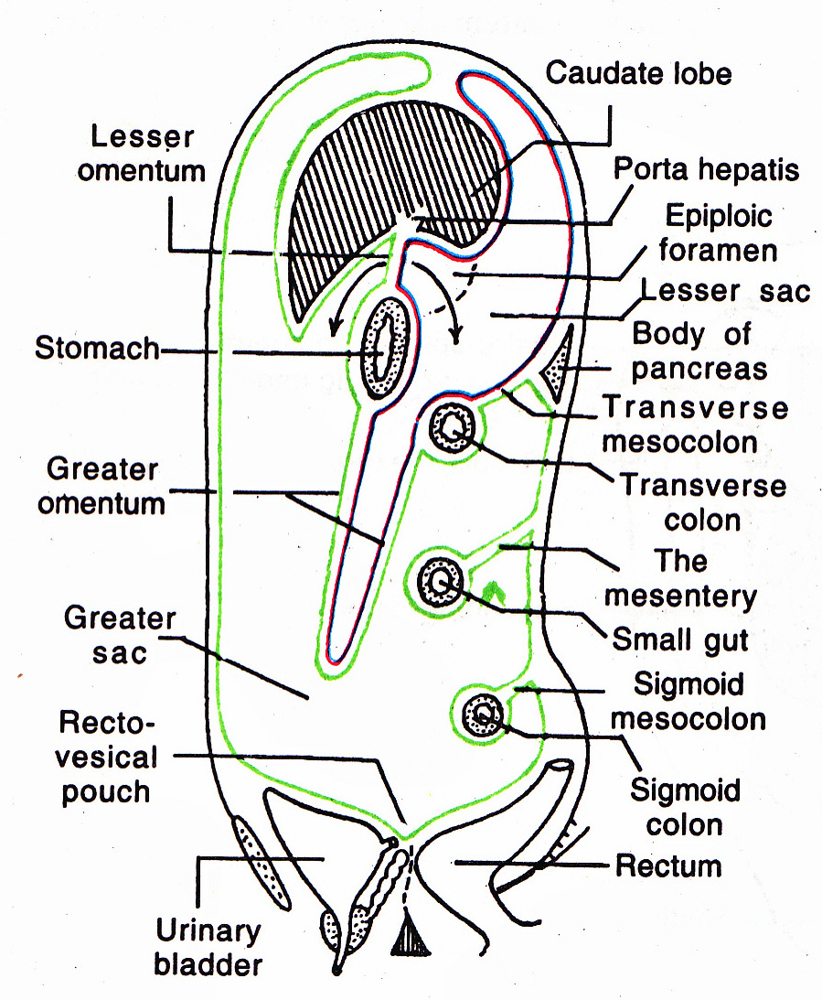 Caudate lobe
Lesser
omentum
Porta hepatis
Epiploic
foramen
Lesser sac
Stomach
Body of
pancreas
Transverse
mesocolon
Greater
omentum
Transverse
colon
The
mesentery
Greater
sac
Small gut
Sigmoid
mesocolon
Recto-
vesical
pouch
Sigmoid
colon
Rectum
Urinary
bladder